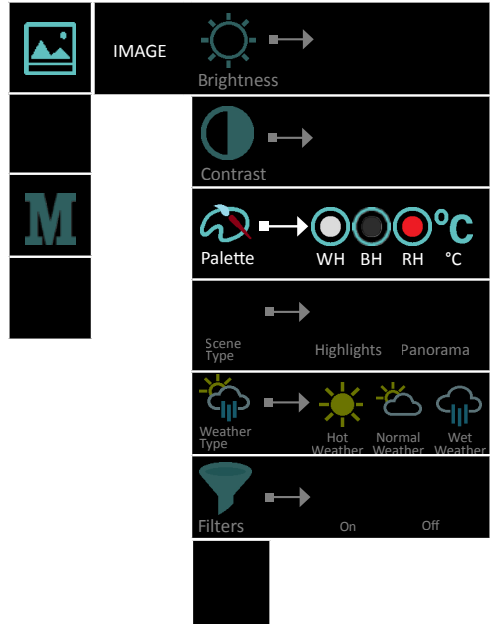 IMAGE
Brightness
Contrast
Palette
°C
WH BH RH °C
M
Scene
Type
Highlights Panorama
Weather
Type
Hot
Weather
Normal
Weather
Wet
Weather
Filters
On Off